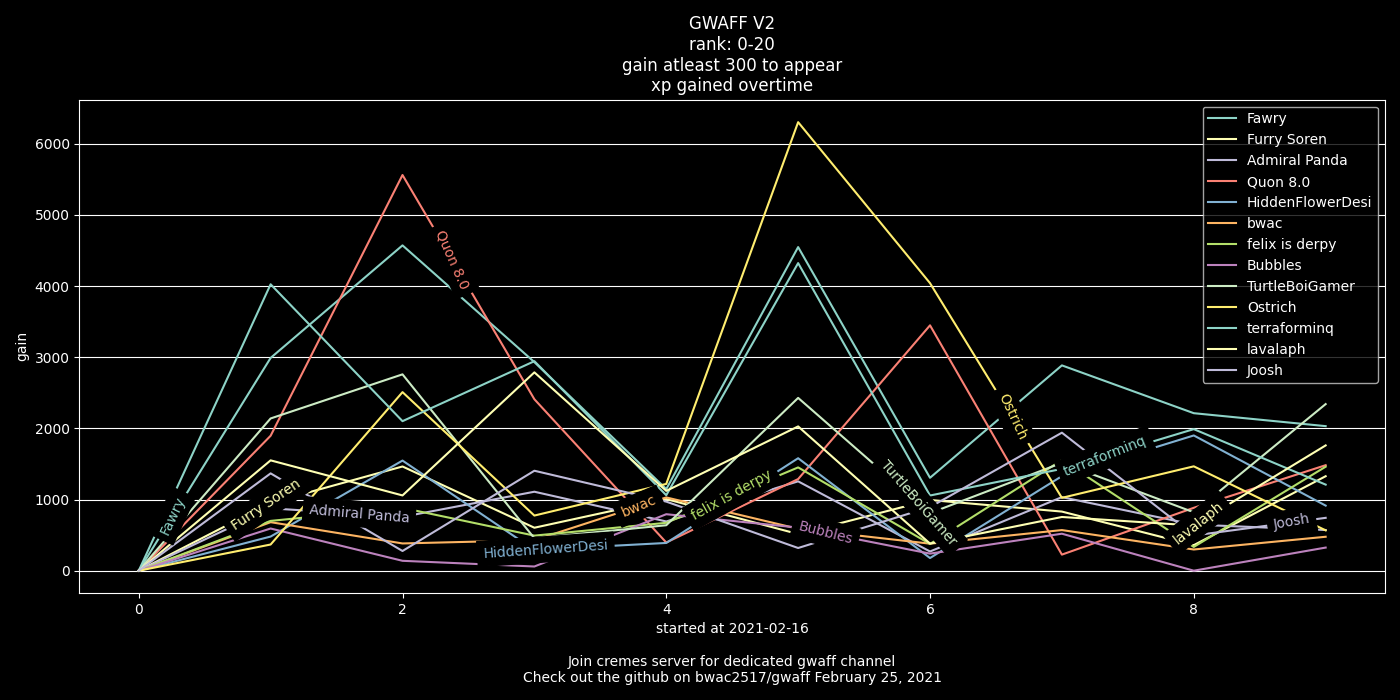 GWAFF V2
rank: 0-20
gain atleast 300 to appear
xp gained overtime
gain
6000
5000
4000
3000
2000
1000
0
0
2
4
6
8
Fawry
Furry Soren
Admiral Panda
Quon 8.0
HiddenFlowerDesi
bwac
felix is derpy
Bubbles
TurtleBoiGamer
Ostrich
terraforminq
lavalaph
Joosh
Fawry
Furry Soren
Admiral Panda
Quon 8.0
HiddenFlowerDesi
bwac
felix is derpy
Bubbles
TurtleBoiGamer
Ostrich
terraforminq
lavalaph
Joosh
started at 2021-02-16
Join cremes server for dedicated gwaff channel
Check out the github on bwac2517/gwaff February 25, 2021